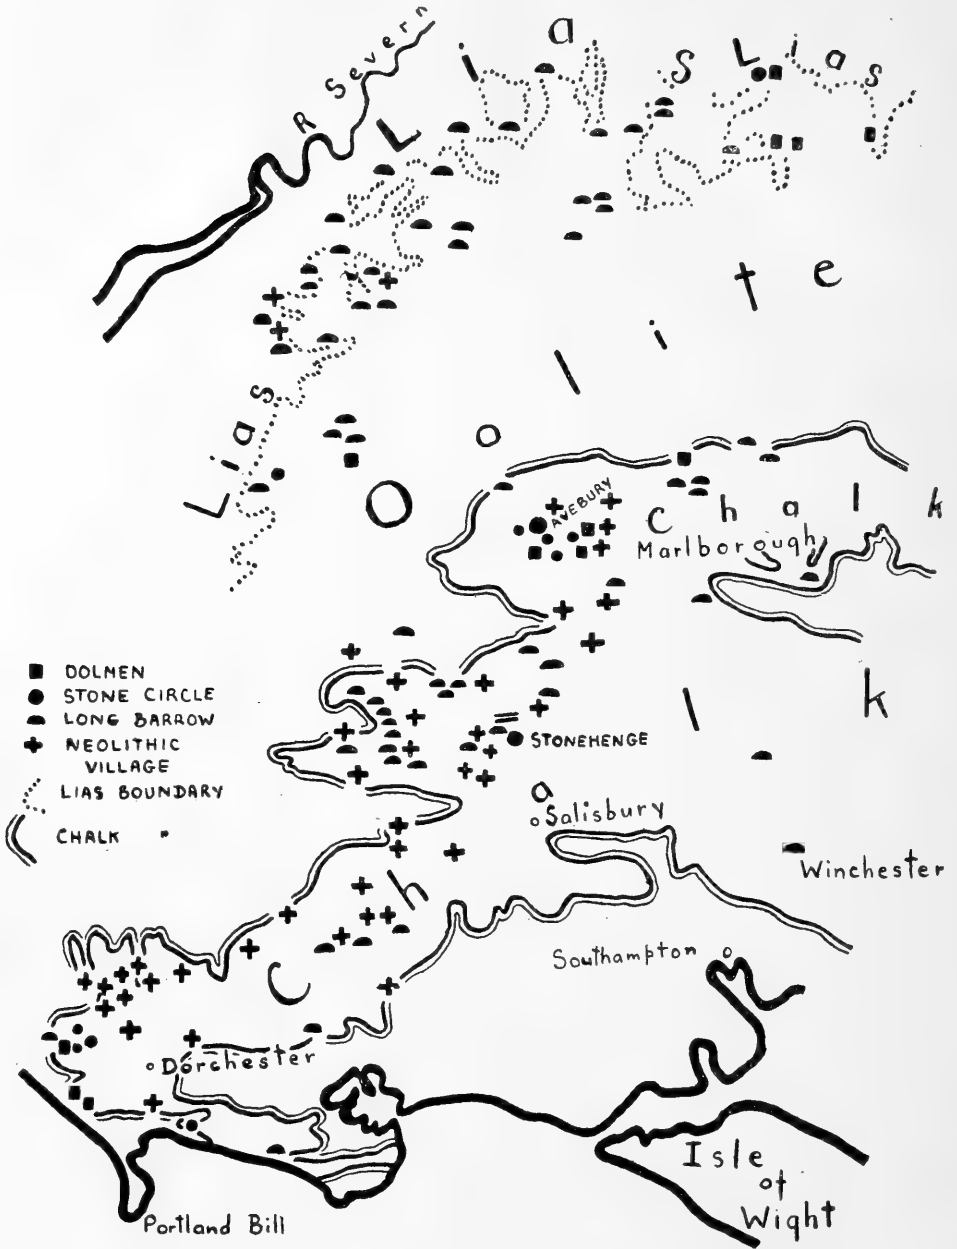 R Severn
L i a s
L i a s
L i a s
O o l i t e
AVEBURY
C h a l k
Marlborough
DOLMEN
STONE CIRCLE
LONG BARROW
NEOLITHIC
VILLAGE
LIAS BOUNDARY
CHALK "
STONEHENGE
C h a l k
Salisbury
Winchester
Southampton
Dorchester
Isle
of
Wight
Portland Bill